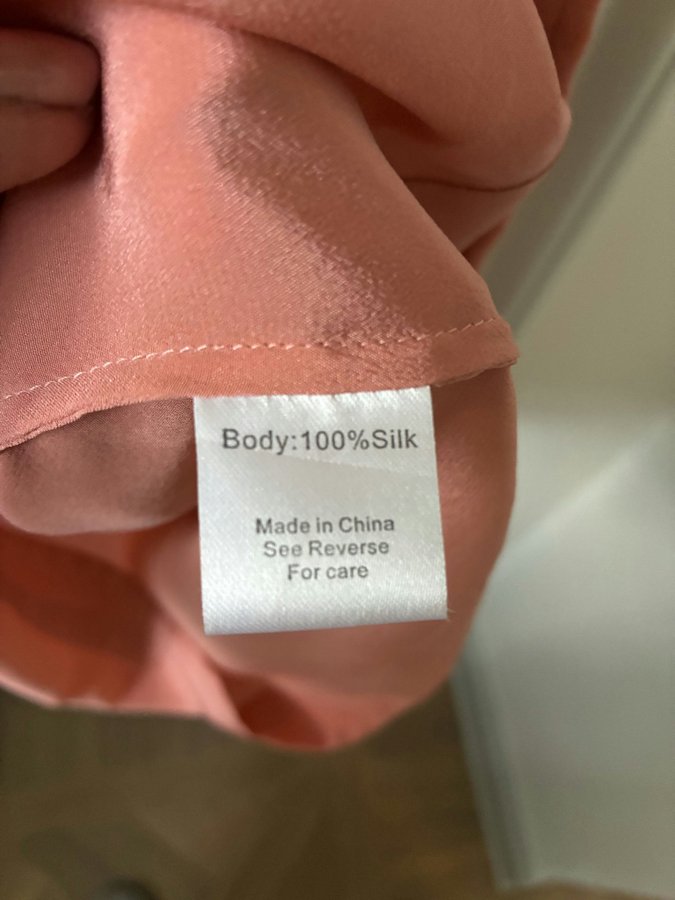 Body:100%Silk
Made in China
See Reverse
For care